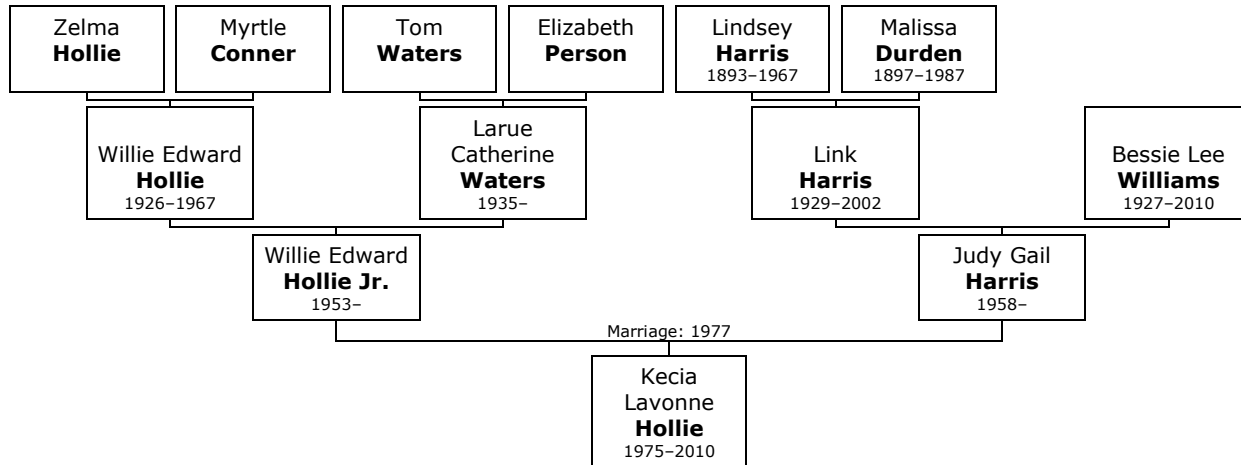 Zelma
Hollie
Myrtle
Conner
Tom
Waters
Elizabeth
Person
Lindsey
Harris
1893–1967
Malissa
Durden
1897–1987
Willie Edward
Hollie
1926–1967
Larue
Catherine
Waters
1935–
Link
Harris
1929–2002
Bessie Lee
Williams
1927–2010
Willie Edward
Hollie Jr.
1953–
Judy Gail
Harris
1958–
Marriage: 1977
Kecia
Lavonne
Hollie
1975–2010